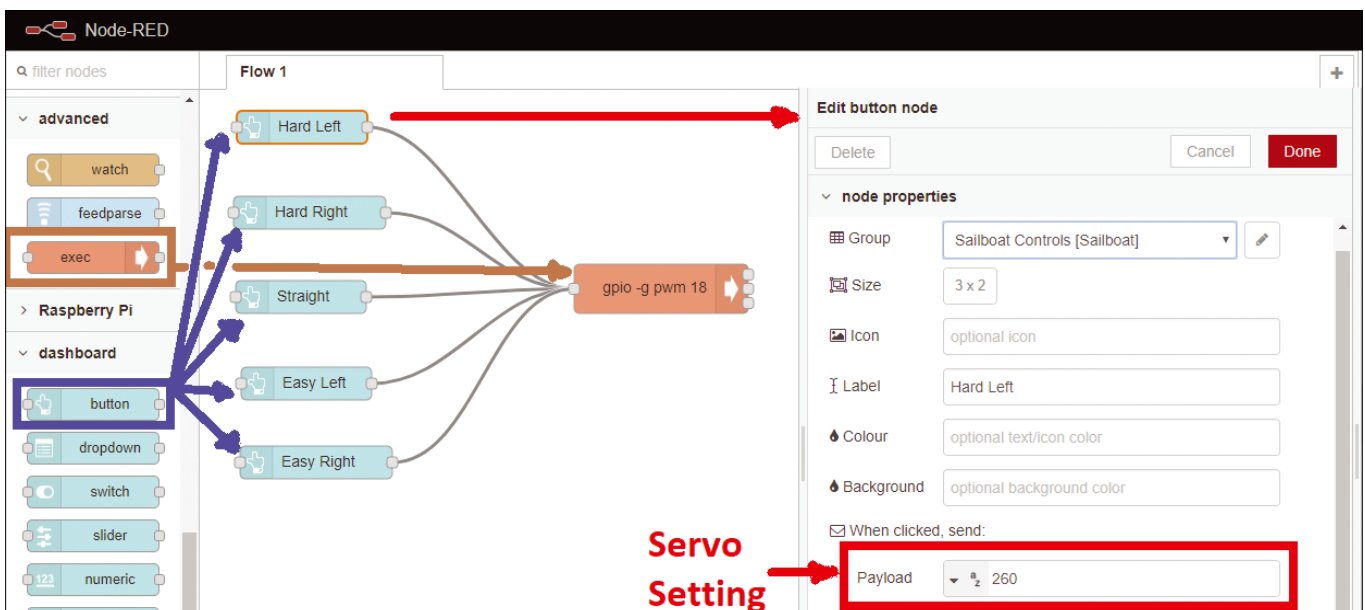 Node-RED
filter nodes
Flow 1
+
advanced
watch
feedparse
exec
Raspberry Pi
dashboard
button
dropdown
switch
slider
123 numeric
Hard Left
Hard Right
Straight
Easy Left
Easy Right
gpio -g pwm 18
Servo
Setting
Edit button node
Delete Cancel Done
node properties
Group Sailboat Controls [Sailboat]
Size 3 x 2
Icon optional icon
Label Hard Left
Colour optional text/icon color
Background optional background color
When clicked, send:
Payload az 260